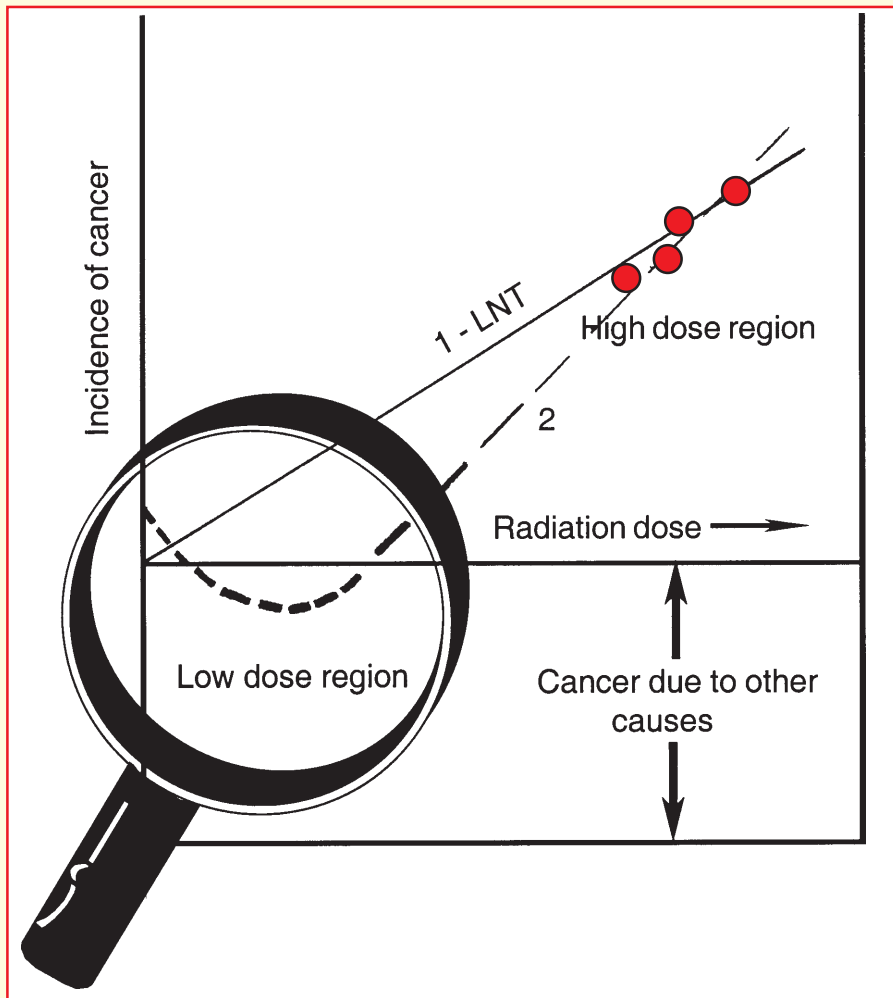 Incidence of cancer
1 - LNT
High dose region
2
Radiation dose
Low dose region
Cancer due to other
causes